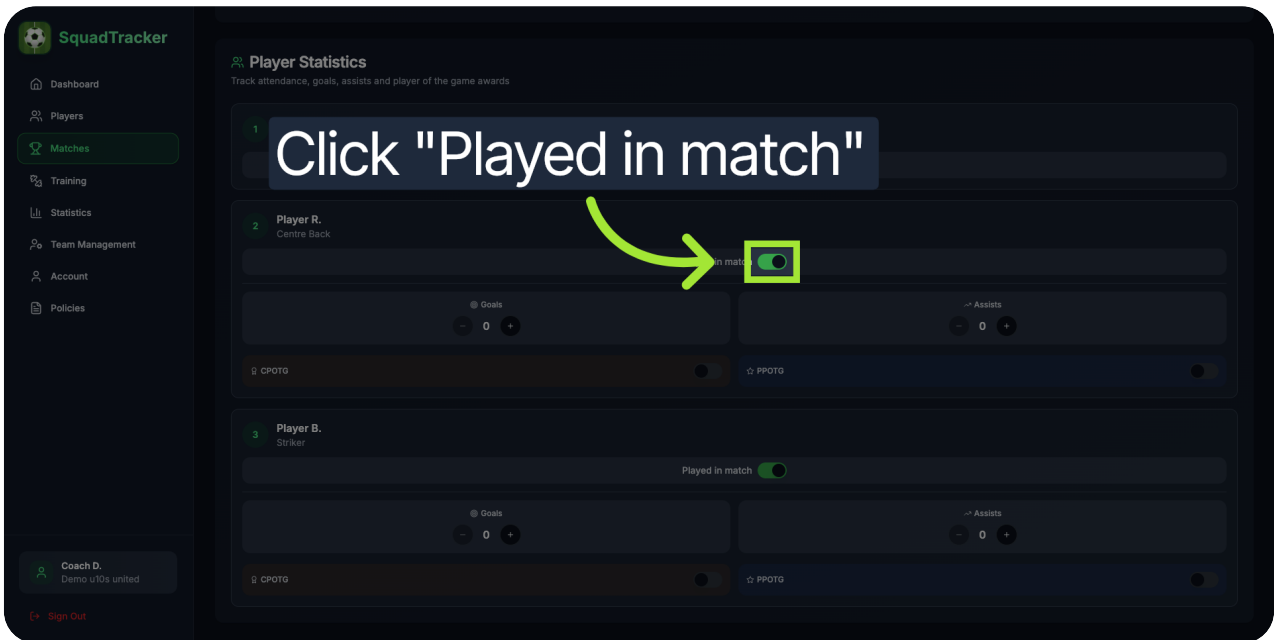 SquadTracker
Dashboard
Players
Matches
Training
Statistics
Team Management
Account
Policies
Coach D.
Demo u10s united
Sign Out
Player Statistics
Track attendance, goals, assists and player of the game awards
1
Click "Played in match"
2
Player R.
Centre Back
in match
Goals
Assists
− 0 +
− 0 +
CPOTG
PPOTG
3
Player B.
Striker
Played in match
Goals
Assists
− 0 +
− 0 +
CPOTG
PPOTG